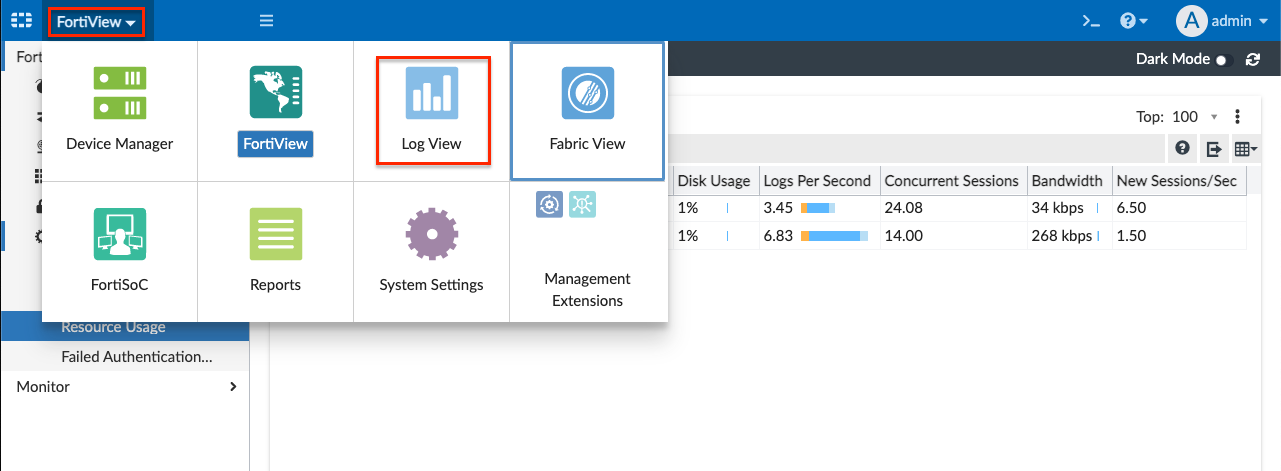 FortiView
>_
?
A
admin
Fort
Dark Mode
Device Manager
FortiView
Log View
Fabric View
Top: 100
?
Disk Usage
Logs Per Second
Concurrent Sessions
Bandwidth
New Sessions/Sec
1%
3.45
24.08
34 kbps
6.50
1%
6.83
14.00
268 kbps
1.50
FortiSoC
Reports
System Settings
Management
Extensions
Resource Usage
Failed Authentication...
Monitor